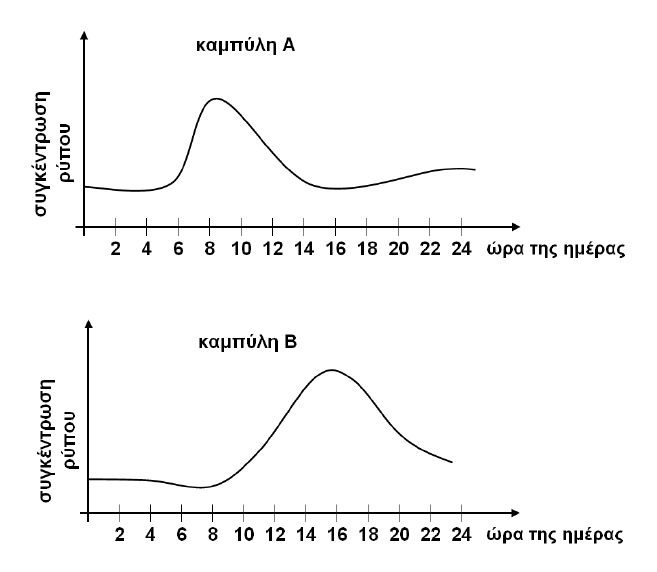 καμπύλη Α
συγκέντρωση
ρύπου
2 4 6 8 10 12 14 16 18 20 22 24 ώρα της ημέρας
καμπύλη Β
συγκέντρωση
ρύπου
2 4 6 8 10 12 14 16 18 20 22 24 ώρα της ημέρας